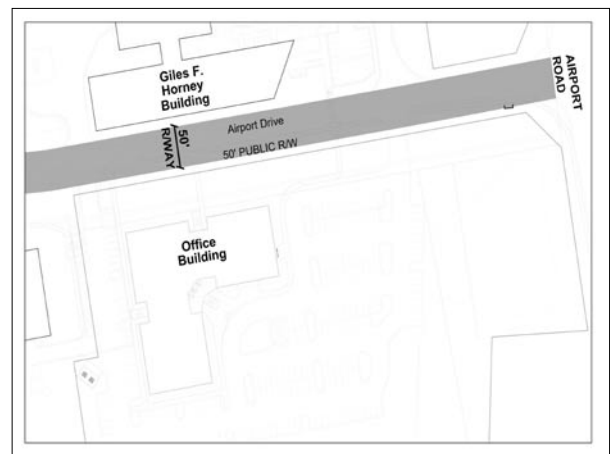 Giles F.
Horney
Building
AIRPORT
ROAD
Airport Drive
50'
R/WAY
50' PUBLIC R/W
Office
Building